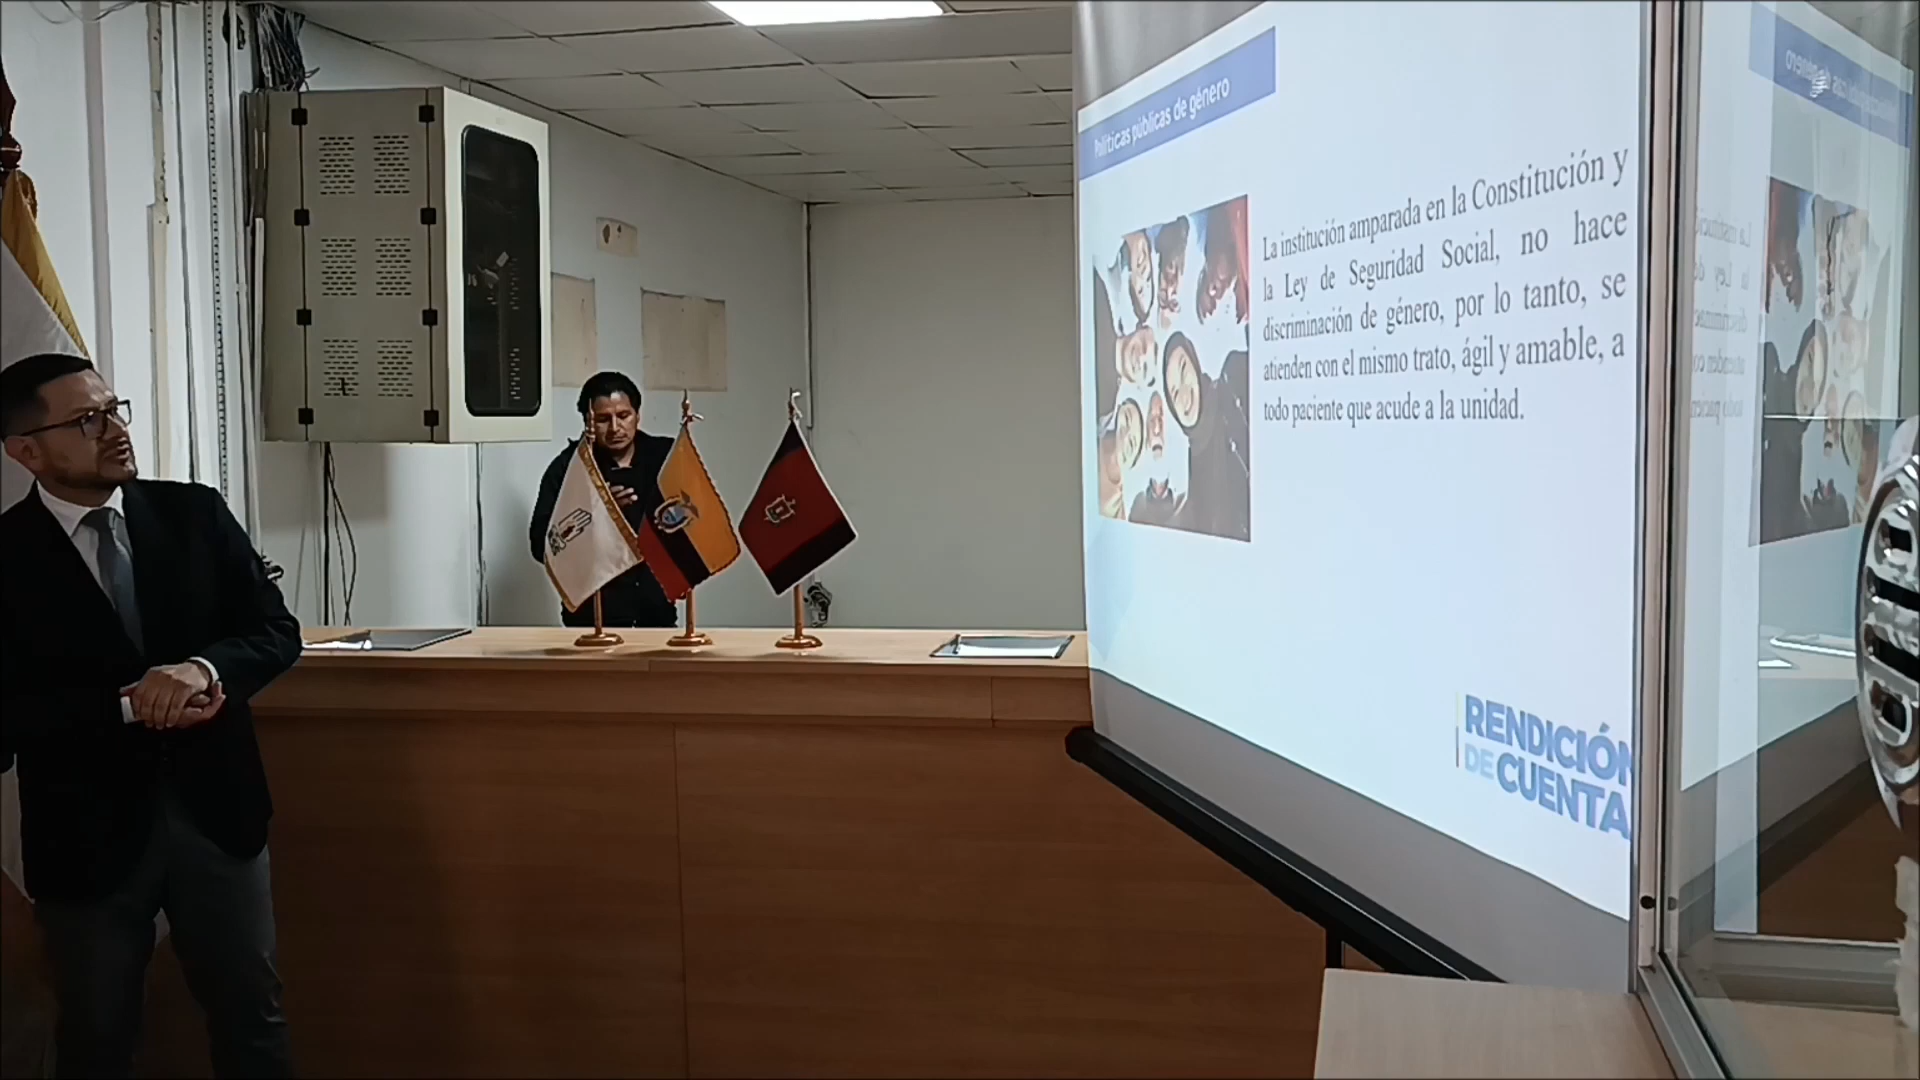 Políticas públicas de género
La institución amparada en la Constitución y
la Ley de Seguridad Social, no hace
discriminación de género, por lo tanto, se
atienden con el mismo trato, ágil y amable, a
todo paciente que acude a la unidad.
RENDICIÓN
DE CUENTA